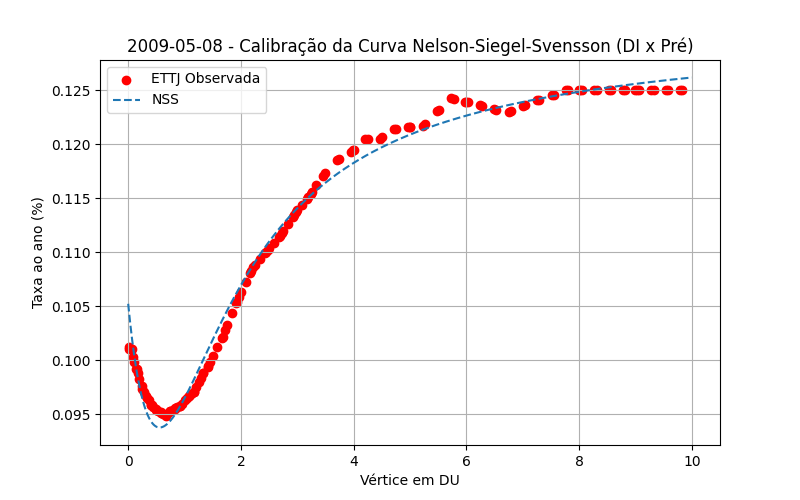 2009-05-08 - Calibração da Curva Nelson-Siegel-Svensson (DI x Pré)
ETTJ Observada
NSS
Taxa ao ano (%)
0.125
0.120
0.115
0.110
0.105
0.100
0.095
0
2
4
6
8
10
Vértice em DU